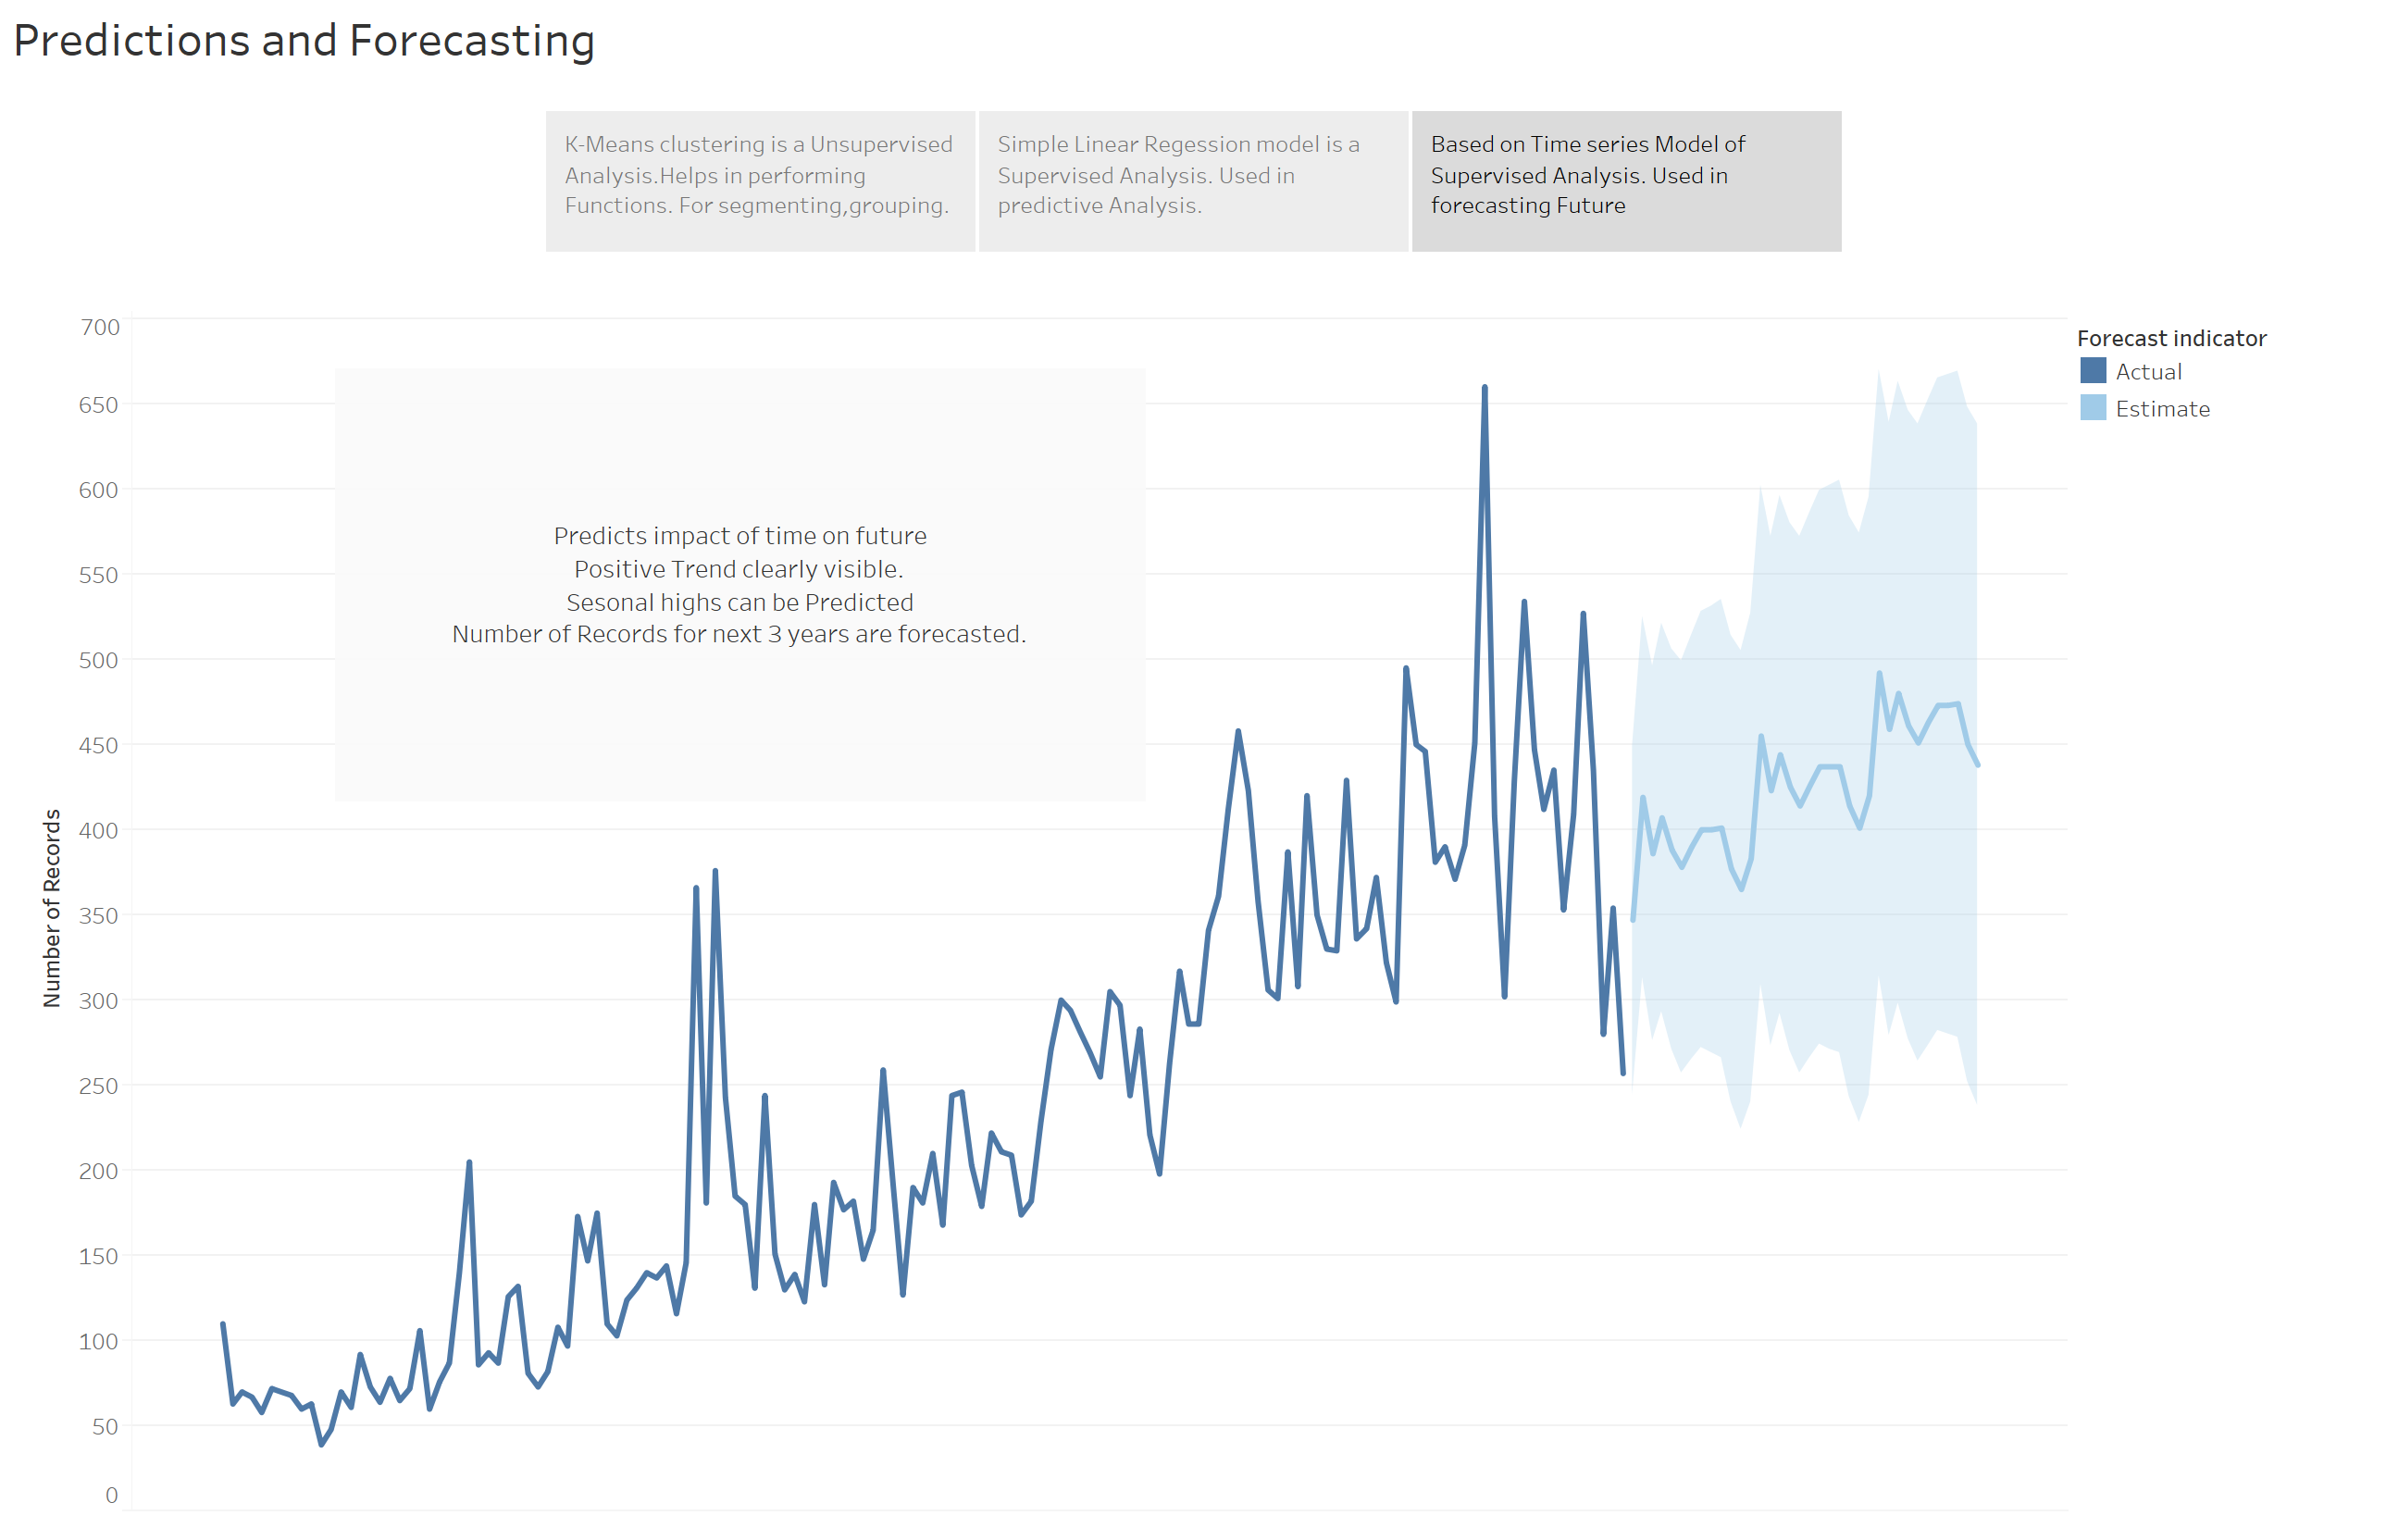 Predictions and Forecasting
K-Means clustering is a Unsupervised
Analysis.Helps in performing
Functions. For segmenting,grouping.
Simple Linear Regession model is a
Supervised Analysis. Used in
predictive Analysis.
Based on Time series Model of
Supervised Analysis. Used in
forecasting Future
700
650
600
550
500
450
400
350
300
250
200
150
100
50
0
Number of Records
Predicts impact of time on future
Positive Trend clearly visible.
Sesonal highs can be Predicted
Number of Records for next 3 years are forecasted.
Forecast indicator
Actual
Estimate